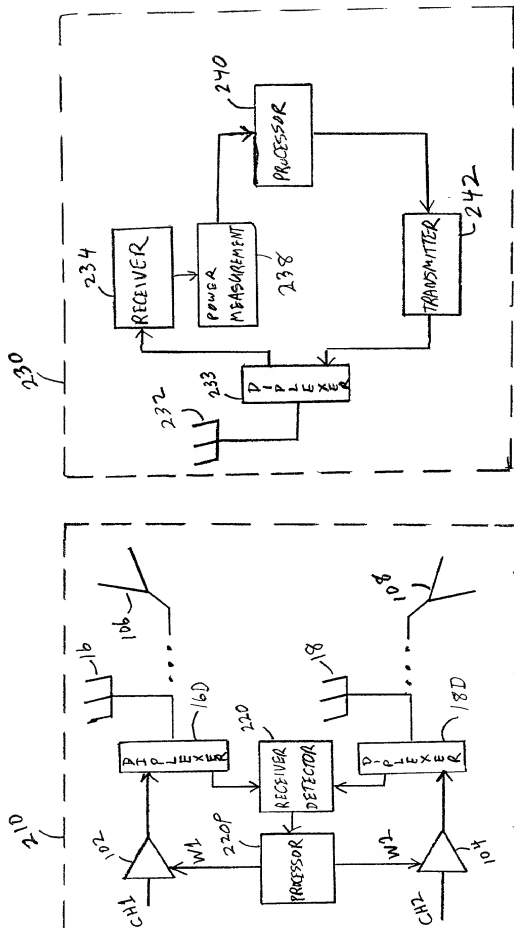 210
CH1
102
W1
DIPLEXER
16D
16
106
220
RECEIVER
DETECTOR
PROCESSOR
220P
W2
CH2
104
DIPLEXER
18D
18
108
230
232
233
DIPLEXER
234
RECEIVER
POWER
MEASUREMENT
238
240
PROCESSOR
TRANSMITTER
242